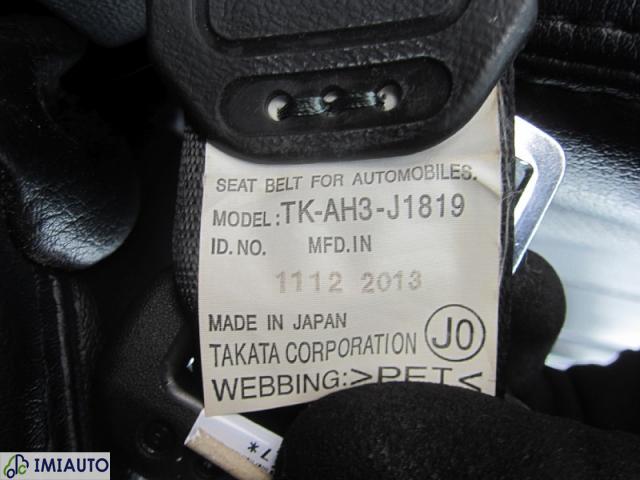 SEAT BELT FOR AUTOMOBILES.
MODEL: TK-AH3-J1819
ID.NO. MFD.IN
1112 2013
MADE IN JAPAN
TAKATA CORPORATION J0
WEBBING:>PET<
7*
IMIAUTO